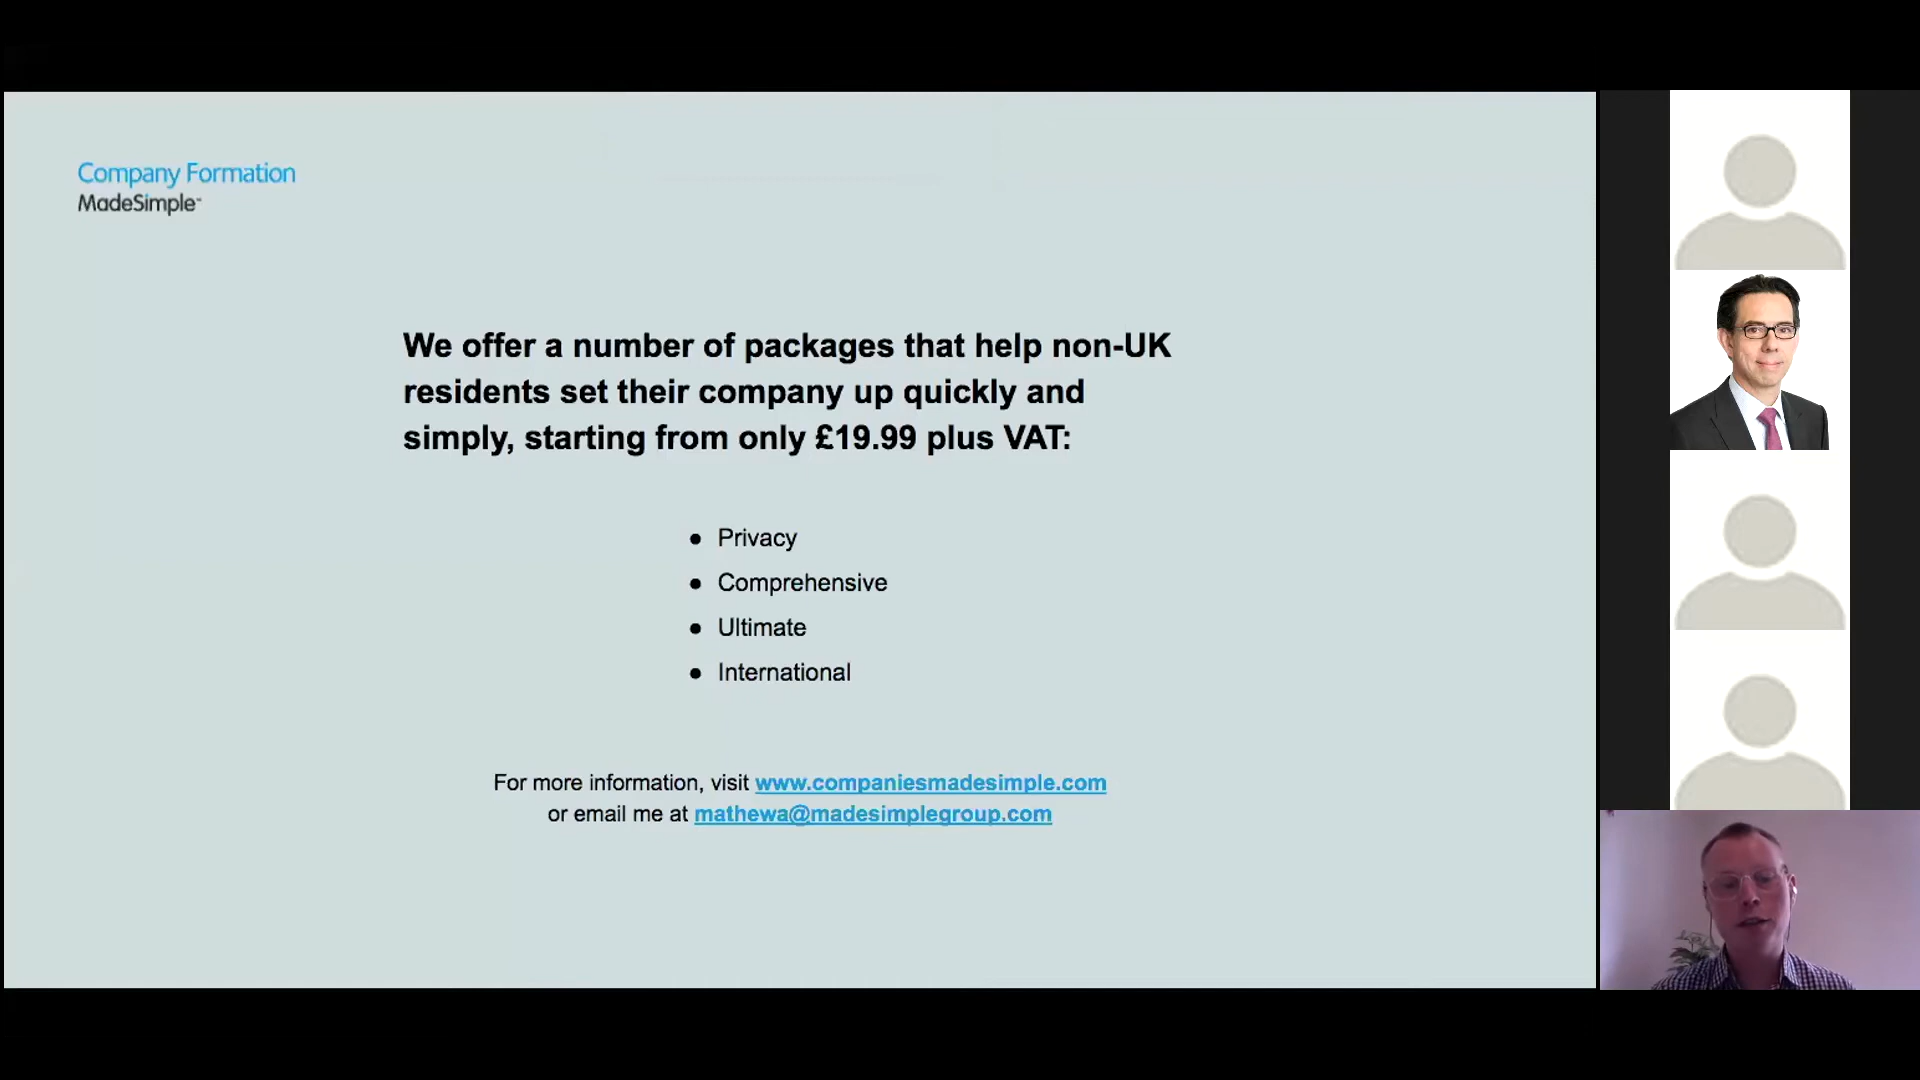 Company Formation
MadeSimple™
We offer a number of packages that help non-UK
residents set their company up quickly and
simply, starting from only £19.99 plus VAT:
● Privacy
● Comprehensive
● Ultimate
● International
For more information, visit www.companiesmadesimple.com
or email me at mathewa@madesimplegroup.com